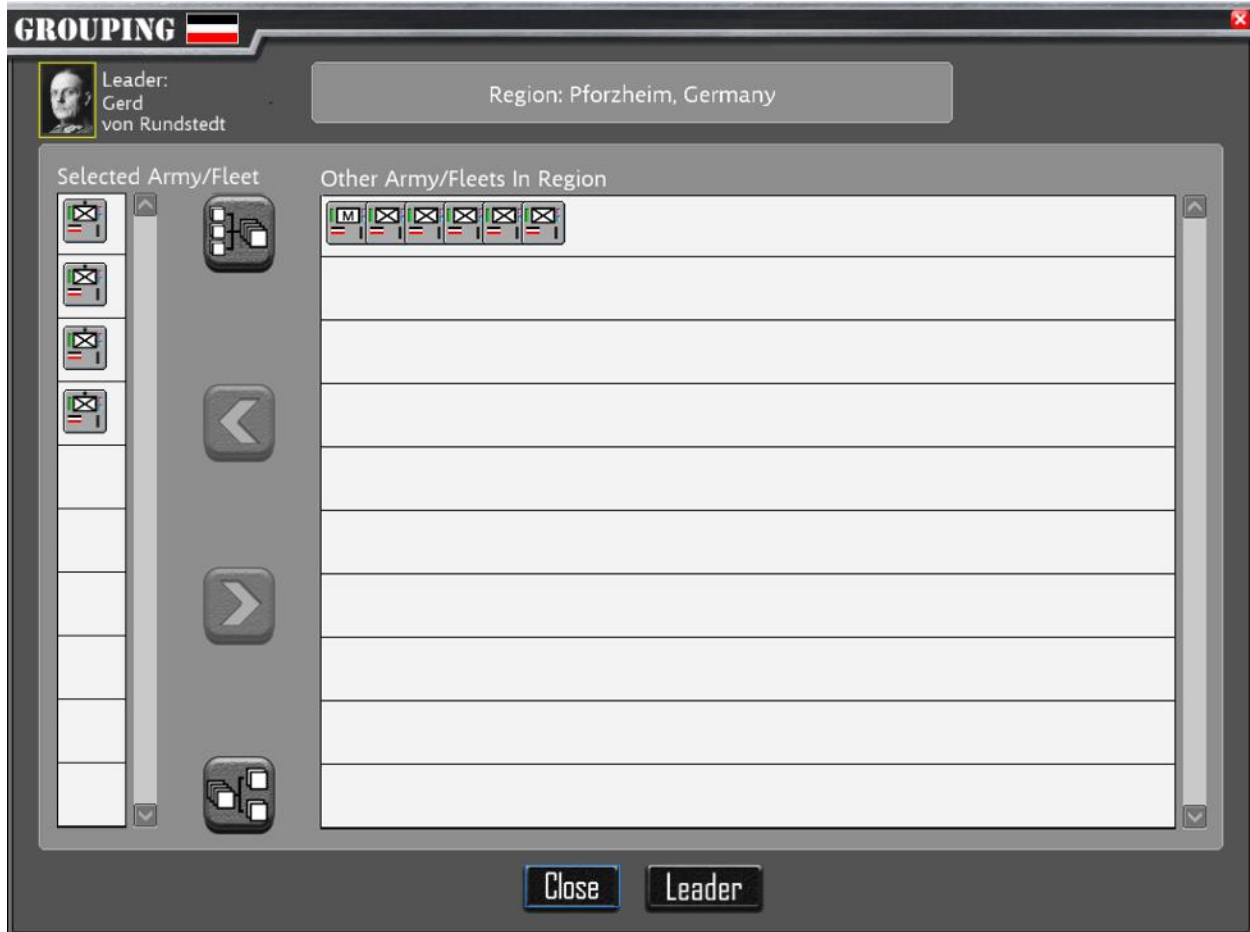 GROUPING
Leader:
Gerd
von Rundstedt
Region: Pforzheim, Germany
Selected Army/Fleet
Other Army/Fleets In Region
M
Close
Leader